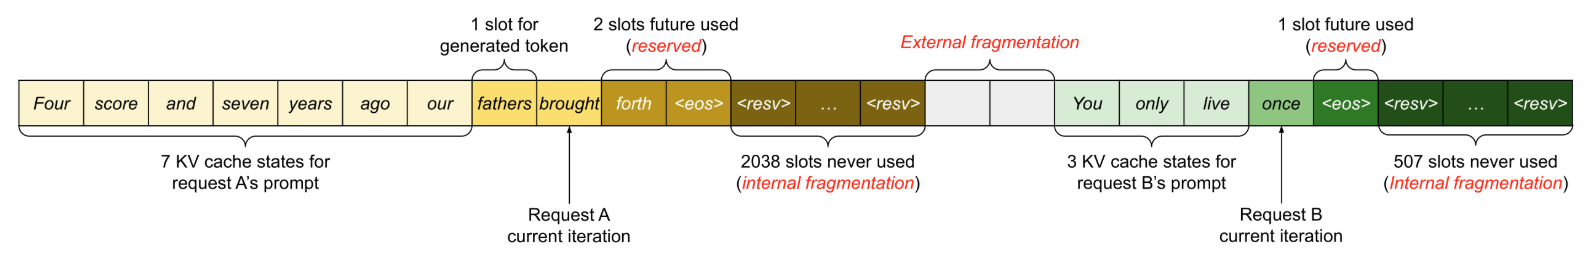 1 slot for
generated token
2 slots future used
(reserved)
External fragmentation
1 slot future used
(reserved)
Four score and seven years ago our fathers brought forth <eos> <resv> ... <resv> You only live once <eos> <resv> ... <resv>
7 KV cache states for
request A's prompt
2038 slots never used
(internal fragmentation)
3 KV cache states for
request B's prompt
507 slots never used
(Internal fragmentation)
Request A
current iteration
Request B
current iteration